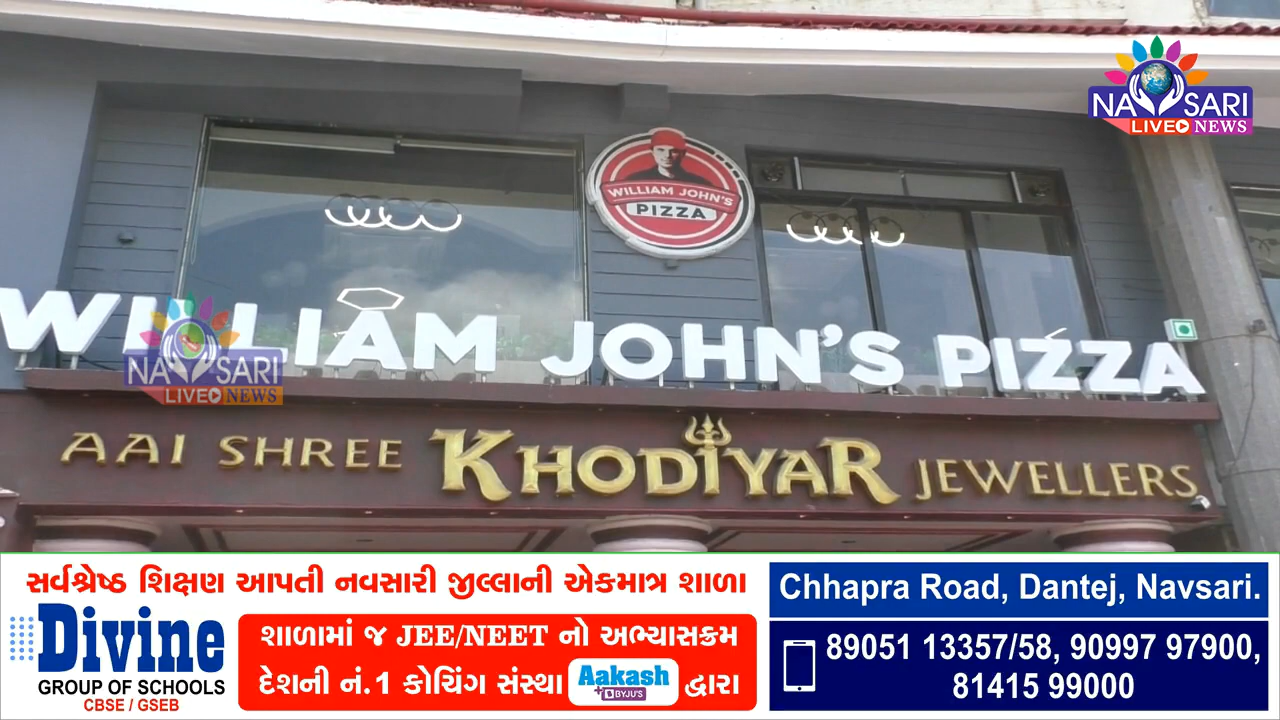 NAVSARI
LIVE NEWS
WILLIAM JOHN'S
PIZZA
WILLIAM JOHN'S PIZZA
NAVSARI
LIVE NEWS
AAI SHREE KHODIYAR JEWELLERS
સર્વશ્રેષ્ઠ શિક્ષણ આપતી નવસારી જીલ્લાની એકમાત્ર શાળા
Divine
GROUP OF SCHOOLS
CBSE / GSEB
શાળામાં જ JEE/NEET નો અભ્યાસક્રમ
દેશની નં.1 કોચિંગ સંસ્થા Aakash BYJU'S દ્વારા
Chhapra Road, Dantej, Navsari.
89051 13357/58, 90997 97900,
81415 99000